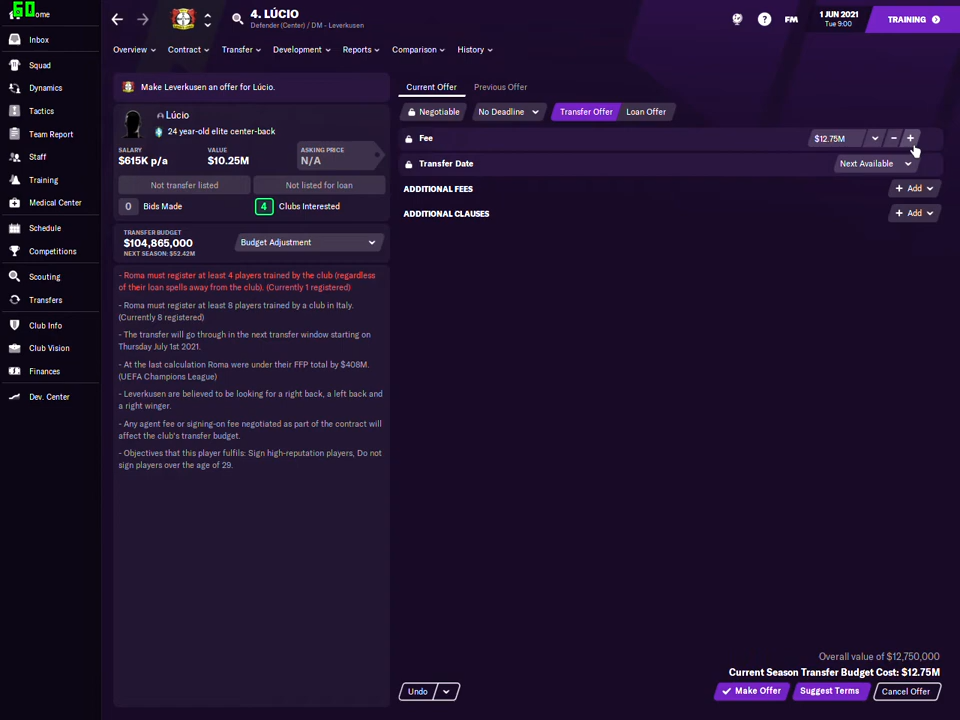 60
ome
Inbox
Squad
Dynamics
Tactics
Team Report
Staff
Training
Medical Center
Schedule
Competitions
Scouting
Transfers
Club Info
Club Vision
Finances
Dev. Center
4. LÚCIO
Defender (Center) / DM - Leverkusen
?
FM
1 JUN 2021
Tue 9:00
TRAINING
Overview
Contract
Transfer
Development
Reports
Comparison
History
Make Leverkusen an offer for Lúcio.
Lúcio
24 year-old elite center-back
SALARY
$615K p/a
VALUE
$10.25M
ASKING PRICE
N/A
Not transfer listed
Not listed for loan
0 Bids Made
4 Clubs Interested
TRANSFER BUDGET
$104,865,000
NEXT SEASON: $52.42M
Budget Adjustment
- Roma must register at least 4 players trained by the club (regardless
of their loan spells away from the club). (Currently 1 registered)
- Roma must register at least 8 players trained by a club in Italy.
(Currently 8 registered)
- The transfer will go through in the next transfer window starting on
Thursday July 1st 2021.
- At the last calculation Roma were under their FFP total by $408M.
(UEFA Champions League)
- Leverkusen are believed to be looking for a right back, a left back and
a right winger.
- Any agent fee or signing-on fee negotiated as part of the contract will
affect the club's transfer budget.
- Objectives that this player fulfils: Sign high-reputation players, Do not
sign players over the age of 29.
Current Offer
Previous Offer
Negotiable
No Deadline
Transfer Offer
Loan Offer
Fee
$12.75M
- +
Transfer Date
Next Available
ADDITIONAL FEES
+ Add
ADDITIONAL CLAUSES
+ Add
Overall value of $12,750,000
Current Season Transfer Budget Cost: $12.75M
Undo
Make Offer
Suggest Terms
Cancel Offer